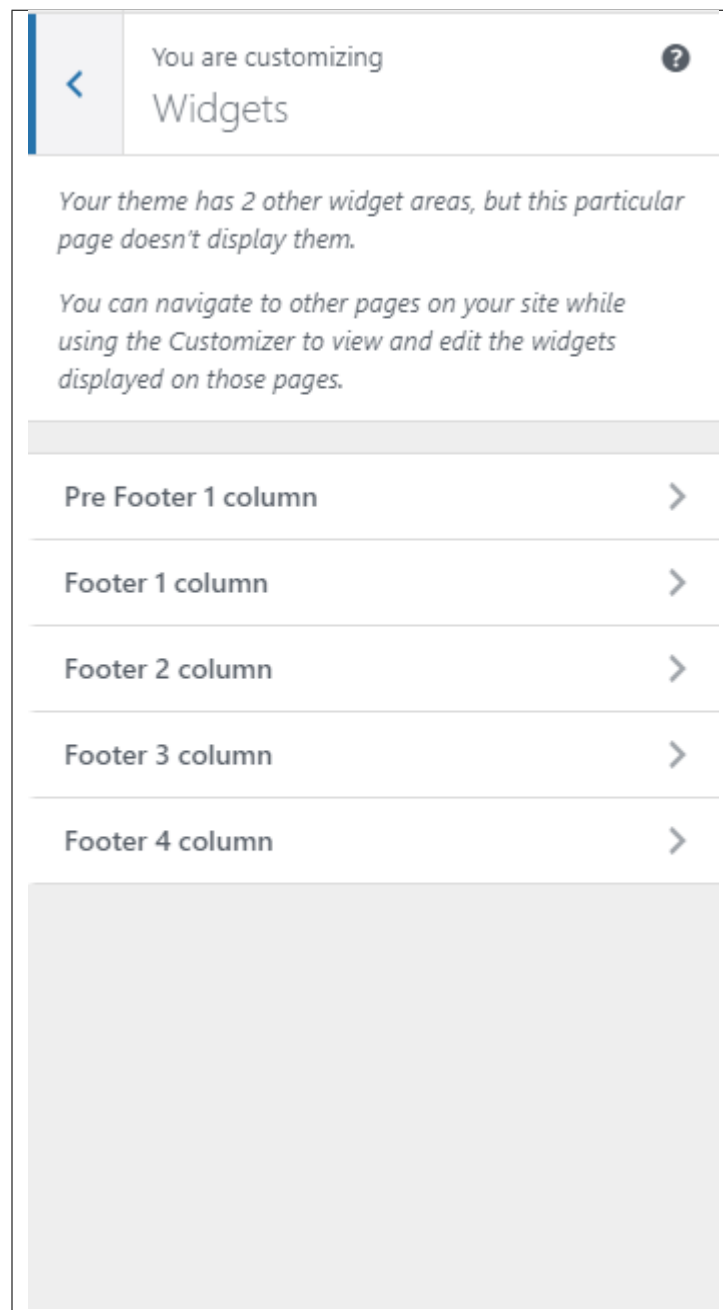 You are customizing
Widgets
Your theme has 2 other widget areas, but this particular
page doesn't display them.
You can navigate to other pages on your site while
using the Customizer to view and edit the widgets
displayed on those pages.
Pre Footer 1 column
Footer 1 column
Footer 2 column
Footer 3 column
Footer 4 column